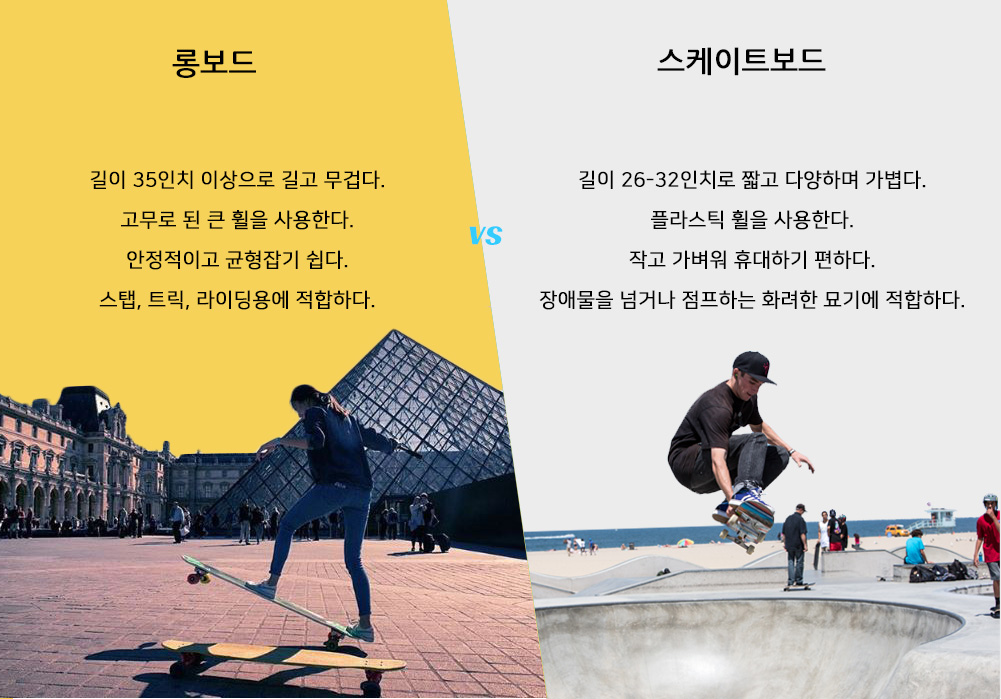 롱보드
길이 35인치 이상으로 길고 무겁다.
고무로 된 큰 휠을 사용한다.
안정적이고 균형잡기 쉽다.
스탭, 트릭, 라이딩용에 적합하다.
vs
스케이트보드
길이 26-32인치로 짧고 다양하며 가볍다.
플라스틱 휠을 사용한다.
작고 가벼워 휴대하기 편하다.
장애물을 넘거나 점프하는 화려한 묘기에 적합하다.